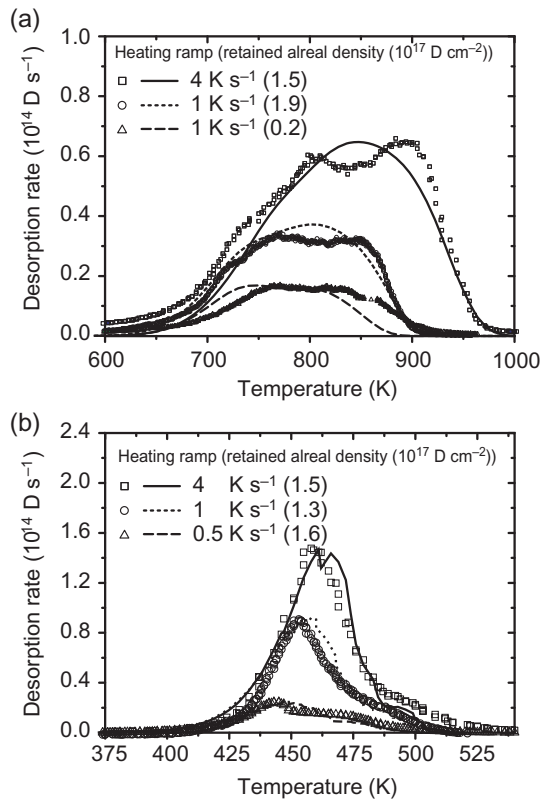 (a)
1.0
0.8
0.6
0.4
0.2
0.0
Desorption rate (10¹⁴ D s⁻¹)
Heating ramp (retained alreal density (10¹⁷ D cm⁻²))
4 K s⁻¹ (1.5)
1 K s⁻¹ (1.9)
1 K s⁻¹ (0.2)
600 700 800 900 1000
Temperature (K)
(b)
2.4
2.0
1.6
1.2
0.8
0.4
0.0
Desorption rate (10¹⁴ D s⁻¹)
Heating ramp (retained alreal density (10¹⁷ D cm⁻²))
4 K s⁻¹ (1.5)
1 K s⁻¹ (1.3)
0.5 K s⁻¹ (1.6)
375 400 425 450 475 500 525
Temperature (K)